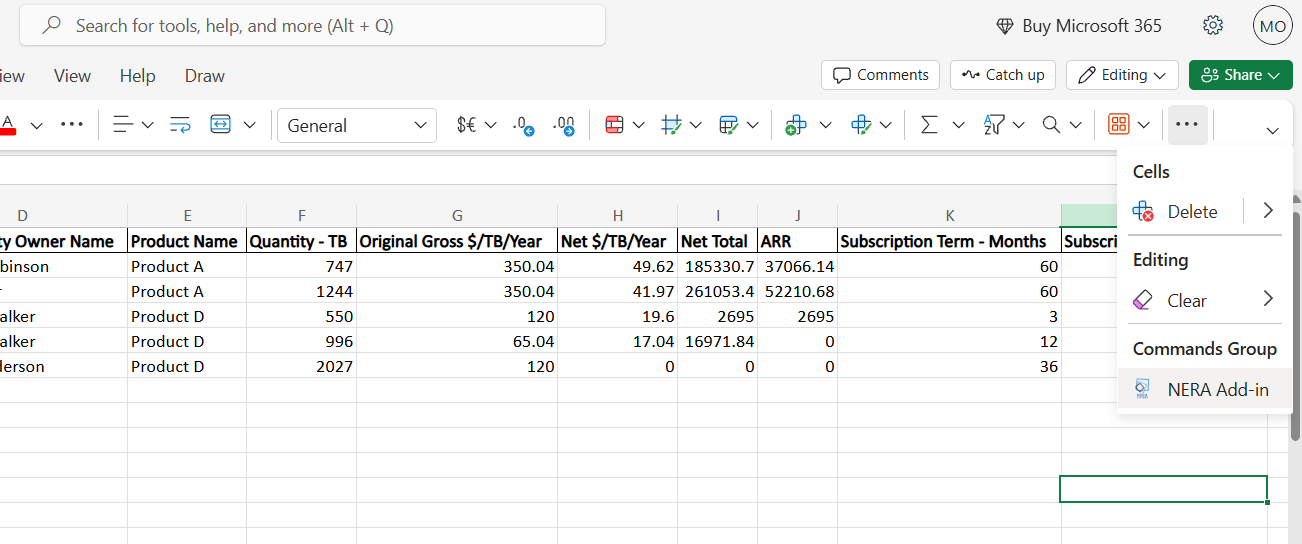 Search for tools, help, and more (Alt + Q)
Buy Microsoft 365
MO
iew View Help Draw
Comments Catch up Editing Share
A General $€ .0 .00
Cells
Delete
Editing
Clear
Commands Group
NERA Add-in
D E F G H I J K
ty Owner Name Product Name Quantity - TB Original Gross $/TB/Year Net $/TB/Year Net Total ARR Subscription Term - Months Subscri
binson Product A 747 350.04 49.62 185330.7 37066.14 60
Product A 1244 350.04 41.97 261053.4 52210.68 60
alker Product D 550 120 19.6 2695 2695 3
alker Product D 996 65.04 17.04 16971.84 0 12
derson Product D 2027 120 0 0 0 36